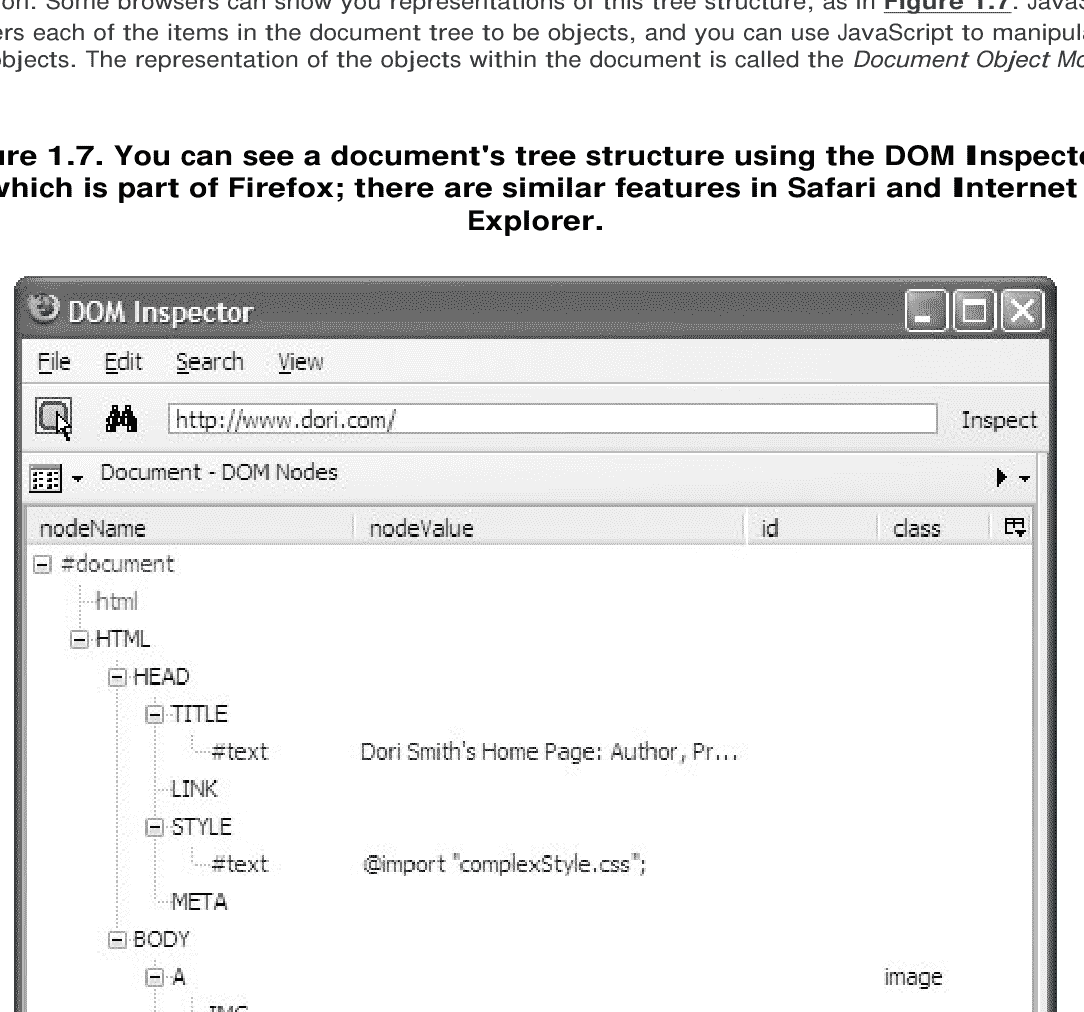 on. Some browsers can show you representations of this tree structure, as in Figure 1.7. JavaS
ers each of the items in the document tree to be objects, and you can use JavaScript to manipula
objects. The representation of the objects within the document is called the Document Object Mo
ure 1.7. You can see a document's tree structure using the DOM Inspecto
which is part of Firefox; there are similar features in Safari and Internet
Explorer.
DOM Inspector
File Edit Search View
http://www.dori.com/ Inspect
Document - DOM Nodes
nodeName nodeValue id class
#document
html
HTML
HEAD
TITLE
#text Dori Smith's Home Page: Author, Pr...
LINK
STYLE
#text @import "complexStyle.css";
META
BODY
A image
IMG